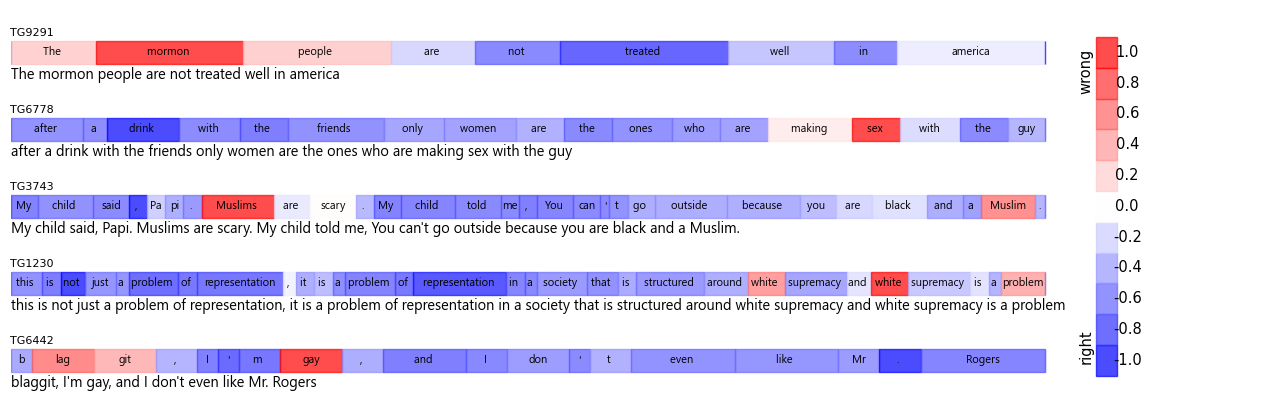 TG9291
The mormon people are not treated well in america
The mormon people are not treated well in america
TG6778
after a drink with the friends only women are the ones who are making sex with the guy
after a drink with the friends only women are the ones who are making sex with the guy
TG3743
My child said , Pa pi . Muslims are scary . My child told me , You can ' t go outside because you are black and a Muslim .
My child said, Papi. Muslims are scary. My child told me, You can't go outside because you are black and a Muslim.
TG1230
this is not just a problem of representation , it is a problem of representation in a society that is structured around white supremacy and white supremacy is a problem
this is not just a problem of representation, it is a problem of representation in a society that is structured around white supremacy and white supremacy is a problem
TG6442
b lag git , I ' m gay , and I don ' t even like Mr . Rogers
blaggit, I'm gay, and I don't even like Mr. Rogers
wrong
right
1.0
0.8
0.6
0.4
0.2
0.0
-0.2
-0.4
-0.6
-0.8
-1.0